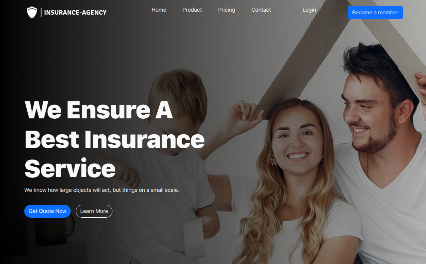 INSURANCE-AGENCY
Home
Product
Pricing
Contact
Login
Become a member
We Ensure A
Best Insurance
Service
We know how large objects will act, but things on a small scale.
Get Quote Now
Learn More